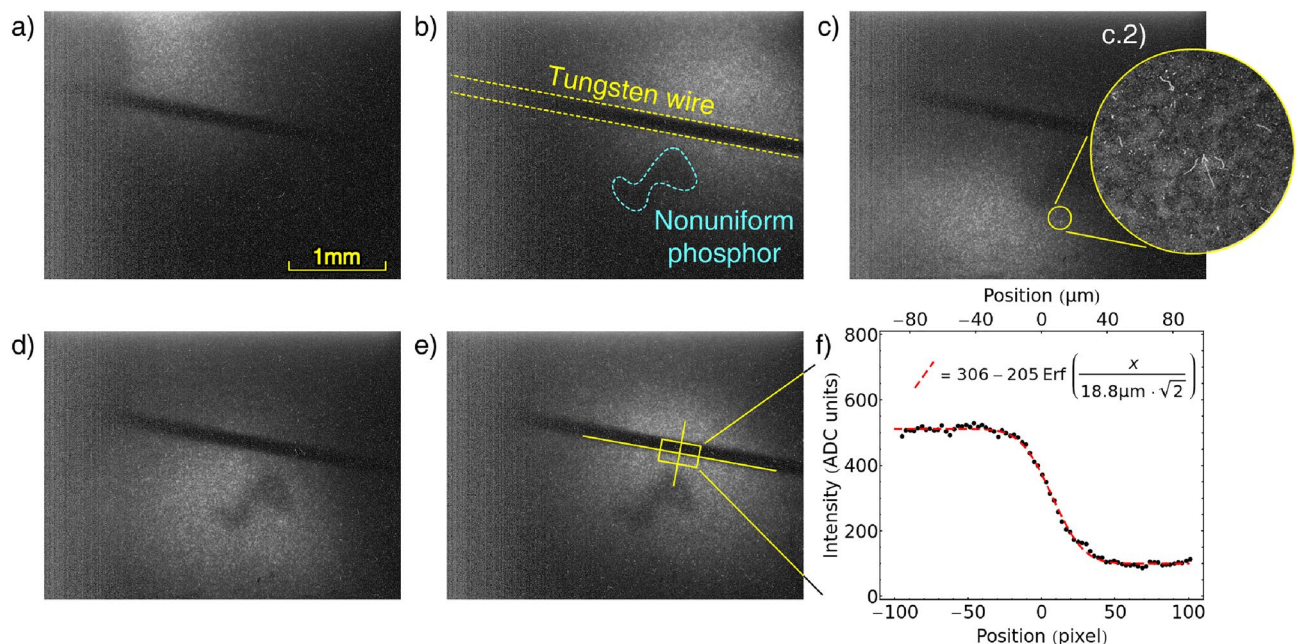 a)
1mm
b)
Tungsten wire
Nonuniform
phosphor
c)
c.2)
d)
e)
f)
Position (μm)
−80 −40 0 40 80
800
600
400
200
0
Intensity (ADC units)
= 306 – 205 Erf ( x / 18.8μm · √2 )
−100 −50 0 50 100
Position (pixel)